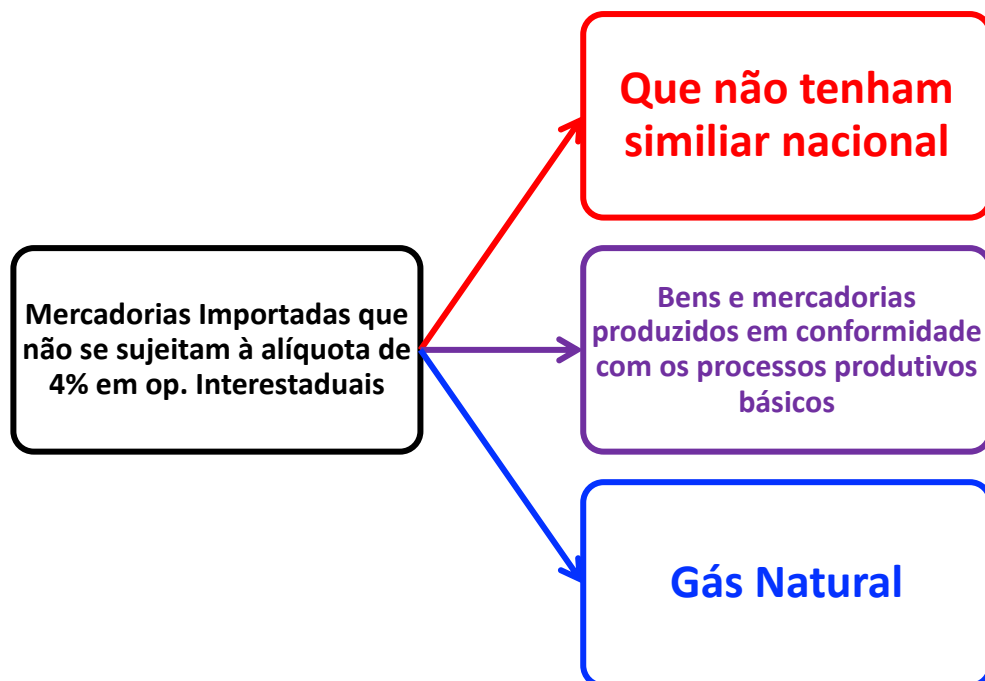 Que não tenham
similiar nacional
Mercadorias Importadas que
não se sujeitam à alíquota de
4% em op. Interestaduais
Bens e mercadorias
produzidos em conformidade
com os processos produtivos
básicos
Gás Natural